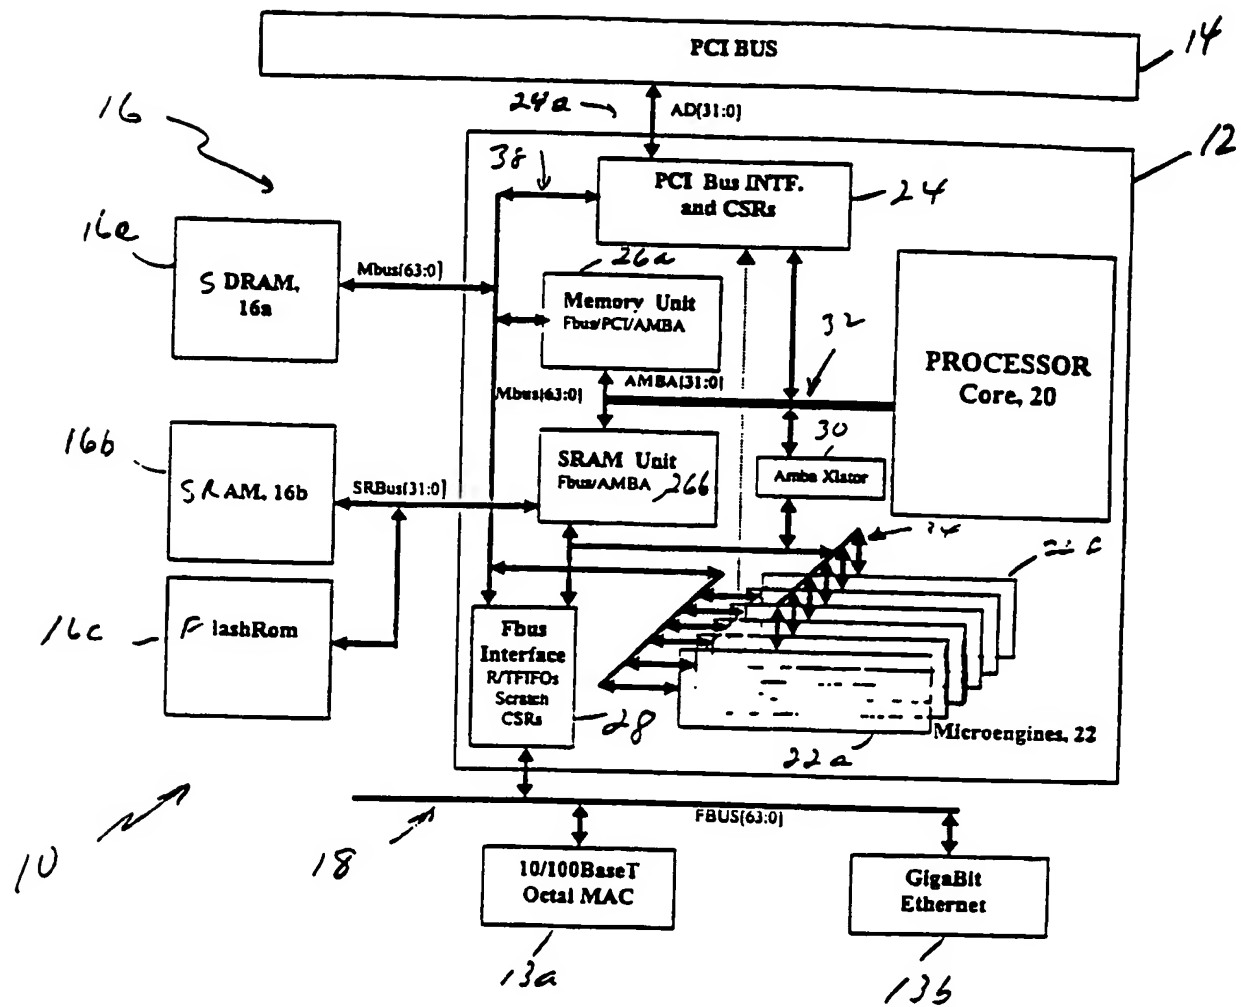 PCI BUS
14
16
24a
AD[31:0]
12
38
PCI Bus INTF.
and CSRs
24
16a
S DRAM,
16a
Mbus[63:0]
26a
Memory Unit
Fbus/PCI/AMBA
32
PROCESSOR
Core, 20
Mbus[63:0]
AMBA[31:0]
30
16b
SRAM, 16b
SRBus[31:0]
SRAM Unit
Fbus/AMBA
26b
Amba Xlator
34
16c
FlashRom
Fbus
Interface
R/TFIFOs
Scratch
CSRs
28
Microengines, 22
22a
10
18
FBUS[63:0]
10/100BaseT
Octal MAC
GigaBit
Ethernet
13a
13b